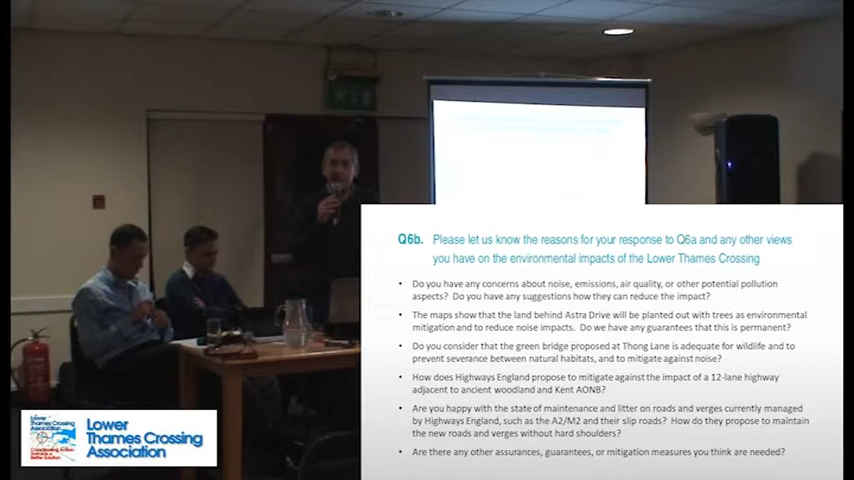 Q6b. Please let us know the reasons for your response to Q6a and any other views
you have on the environmental impacts of the Lower Thames Crossing
• Do you have any concerns about noise, emissions, air quality, or other potential pollution
aspects? Do you have any suggestions how they can reduce the impact?
• The maps show that the land behind Astra Drive will be planted out with trees as environmental
mitigation and to reduce noise impacts. Do we have any guarantees that this is permanent?
• Do you consider that the green bridge proposed at Thong Lane is adequate for wildlife and to
prevent severance between natural habitats, and to mitigate against noise?
• How does Highways England propose to mitigate against the impact of a 12-lane highway
adjacent to ancient woodland and Kent AONB?
• Are you happy with the state of maintenance and litter on roads and verges currently managed
by Highways England, such as the A2/M2 and their slip roads? How do they propose to maintain
the new roads and verges without hard shoulders?
• Are there any other assurances, guarantees, or mitigation measures you think are needed?
Lower Thames Crossing
Association
Coordinating Action
Towards a
Better Solution
Lower
Thames Crossing
Association